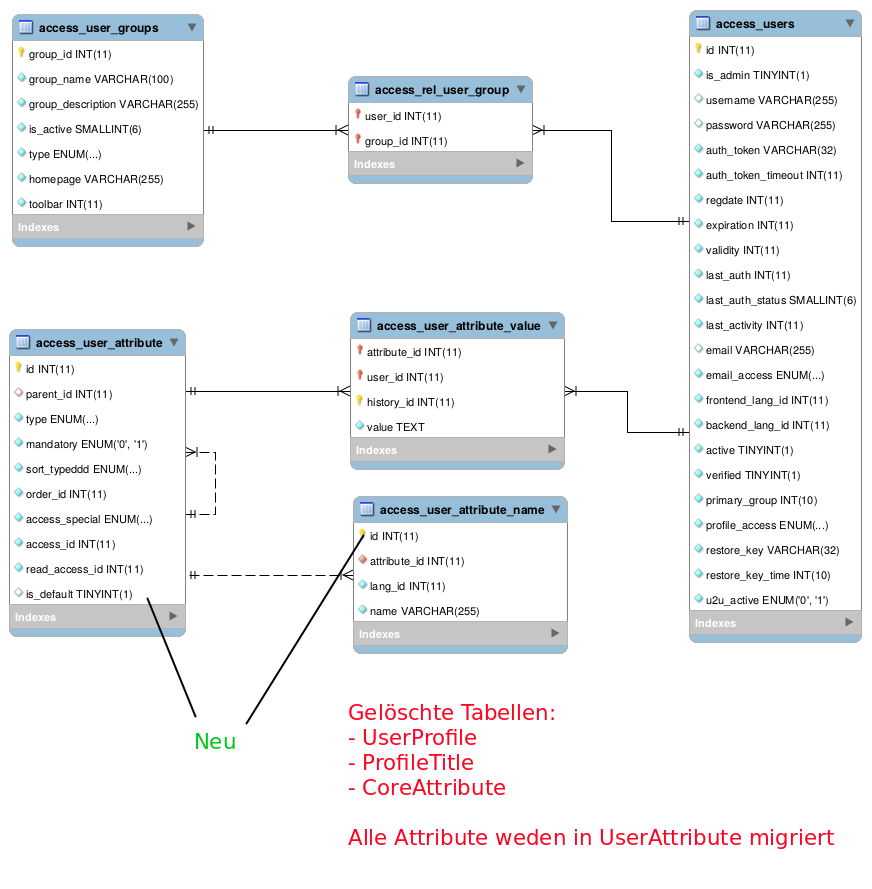 access_user_groups
group_id INT(11)
group_name VARCHAR(100)
group_description VARCHAR(255)
is_active SMALLINT(6)
type ENUM(...)
homepage VARCHAR(255)
toolbar INT(11)
Indexes
access_rel_user_group
user_id INT(11)
group_id INT(11)
Indexes
access_users
id INT(11)
is_admin TINYINT(1)
username VARCHAR(255)
password VARCHAR(255)
auth_token VARCHAR(32)
auth_token_timeout INT(11)
regdate INT(11)
expiration INT(11)
validity INT(11)
last_auth INT(11)
last_auth_status SMALLINT(6)
last_activity INT(11)
email VARCHAR(255)
email_access ENUM(...)
frontend_lang_id INT(11)
backend_lang_id INT(11)
active TINYINT(1)
verified TINYINT(1)
primary_group INT(10)
profile_access ENUM(...)
restore_key VARCHAR(32)
restore_key_time INT(10)
u2u_active ENUM('0', '1')
Indexes
access_user_attribute
id INT(11)
parent_id INT(11)
type ENUM(...)
mandatory ENUM('0', '1')
sort_typeddd ENUM(...)
order_id INT(11)
access_special ENUM(...)
access_id INT(11)
read_access_id INT(11)
is_default TINYINT(1)
Indexes
access_user_attribute_value
attribute_id INT(11)
user_id INT(11)
history_id INT(11)
value TEXT
Indexes
access_user_attribute_name
id INT(11)
attribute_id INT(11)
lang_id INT(11)
name VARCHAR(255)
Indexes
Neu
Gelöschte Tabellen:
- UserProfile
- ProfileTitle
- CoreAttribute
Alle Attribute weden in UserAttribute migriert